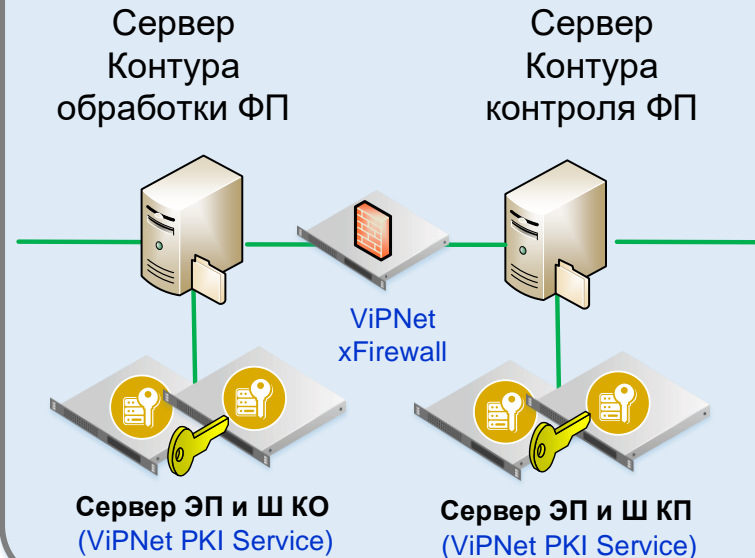 Сервер
Контура
обработки ФП
Сервер
Контура
контроля ФП
ViPNet
xFirewall
Сервер ЭП и Ш КО
(ViPNet PKI Service)
Сервер ЭП и Ш КП
(ViPNet PKI Service)